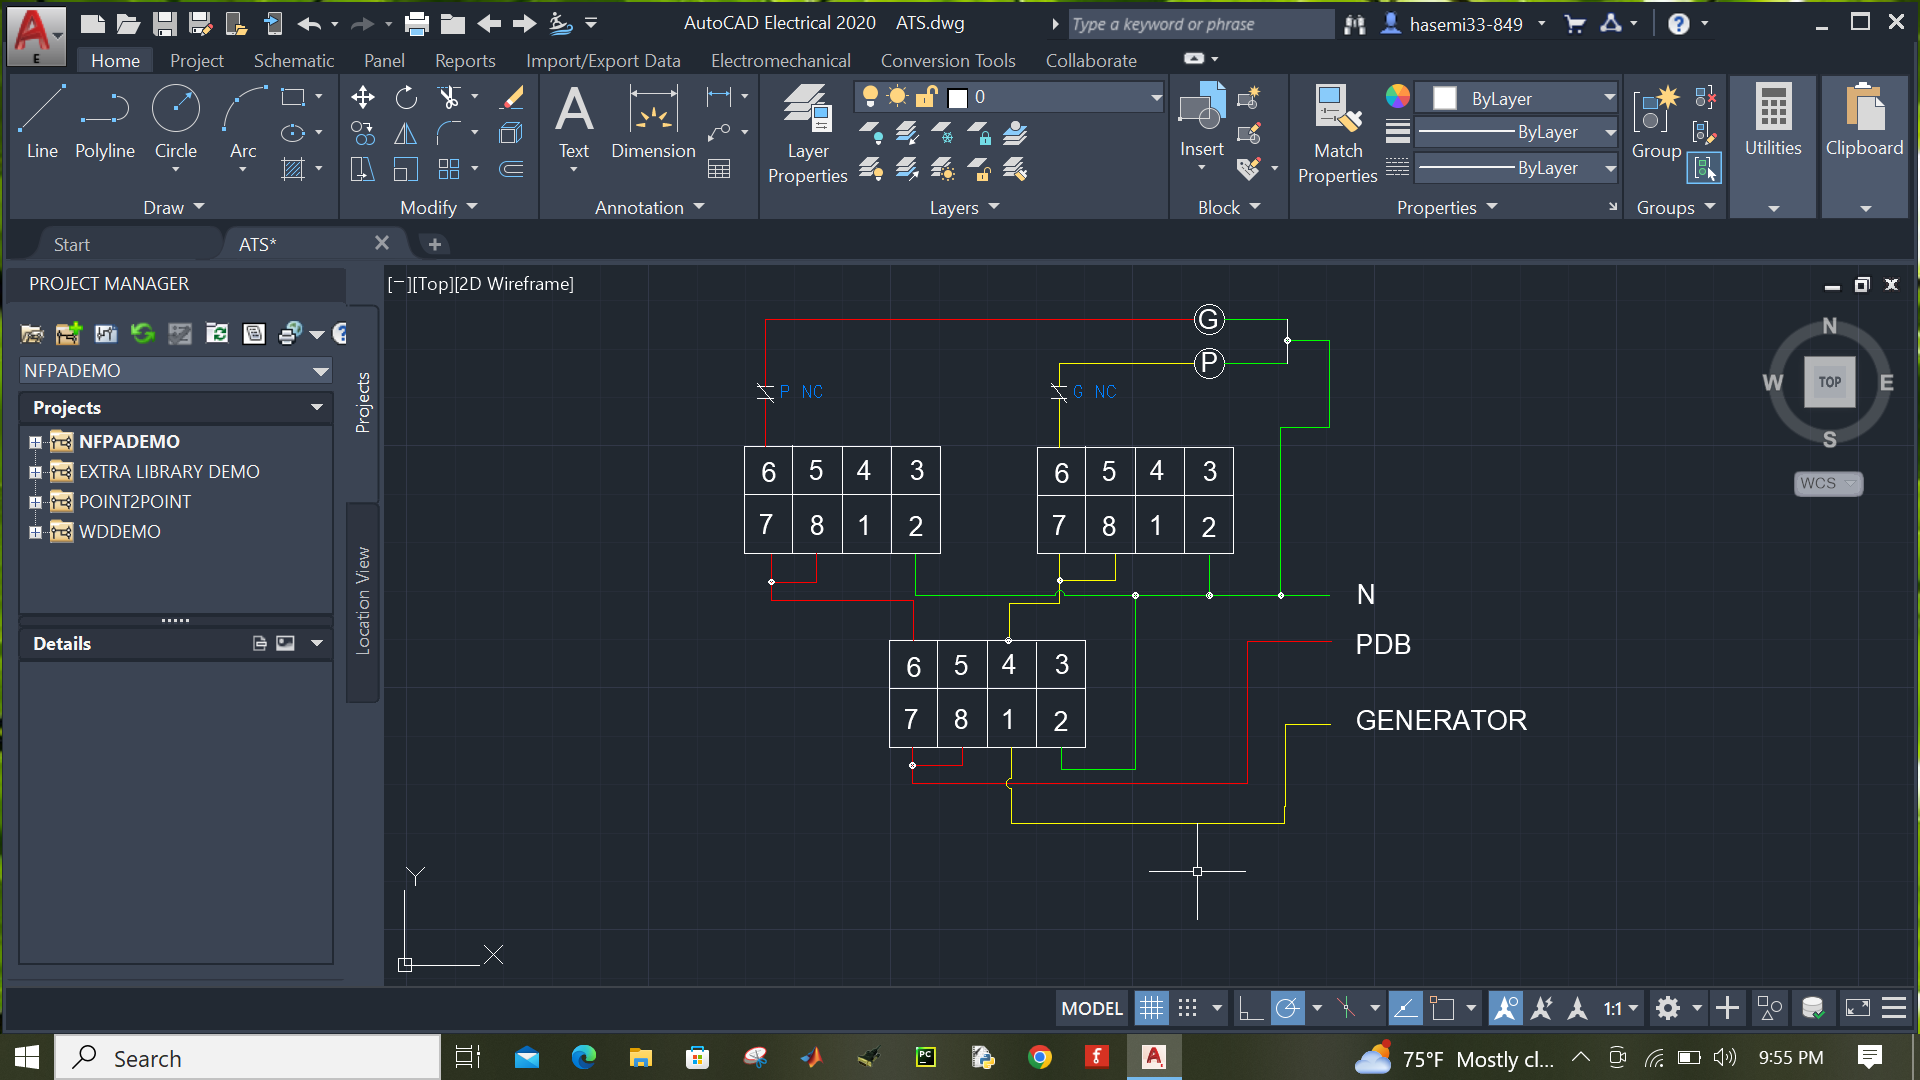 AutoCAD Electrical 2020 ATS.dwg
Type a keyword or phrase
hasemi33-849
E
Home Project Schematic Panel Reports Import/Export Data Electromechanical Conversion Tools Collaborate
0
ByLayer
ByLayer
ByLayer
Line Polyline Circle Arc
Text Dimension
Layer Properties
Insert
Match Properties
Group
Utilities
Clipboard
Draw Modify Annotation Layers Block Properties Groups
Start ATS*
PROJECT MANAGER
[−][Top][2D Wireframe]
NFPADEMO
Projects
NFPADEMO
EXTRA LIBRARY DEMO
POINT2POINT
WDDEMO
Details
Projects
Location View
G
P
P NC
G NC
6 5 4 3
7 8 1 2
6 5 4 3
7 8 1 2
N
PDB
6 5 4 3
7 8 1 2
GENERATOR
N
W TOP E
S
WCS
Y
X
MODEL
1:1
Search
PC
75°F Mostly cl...
9:55 PM